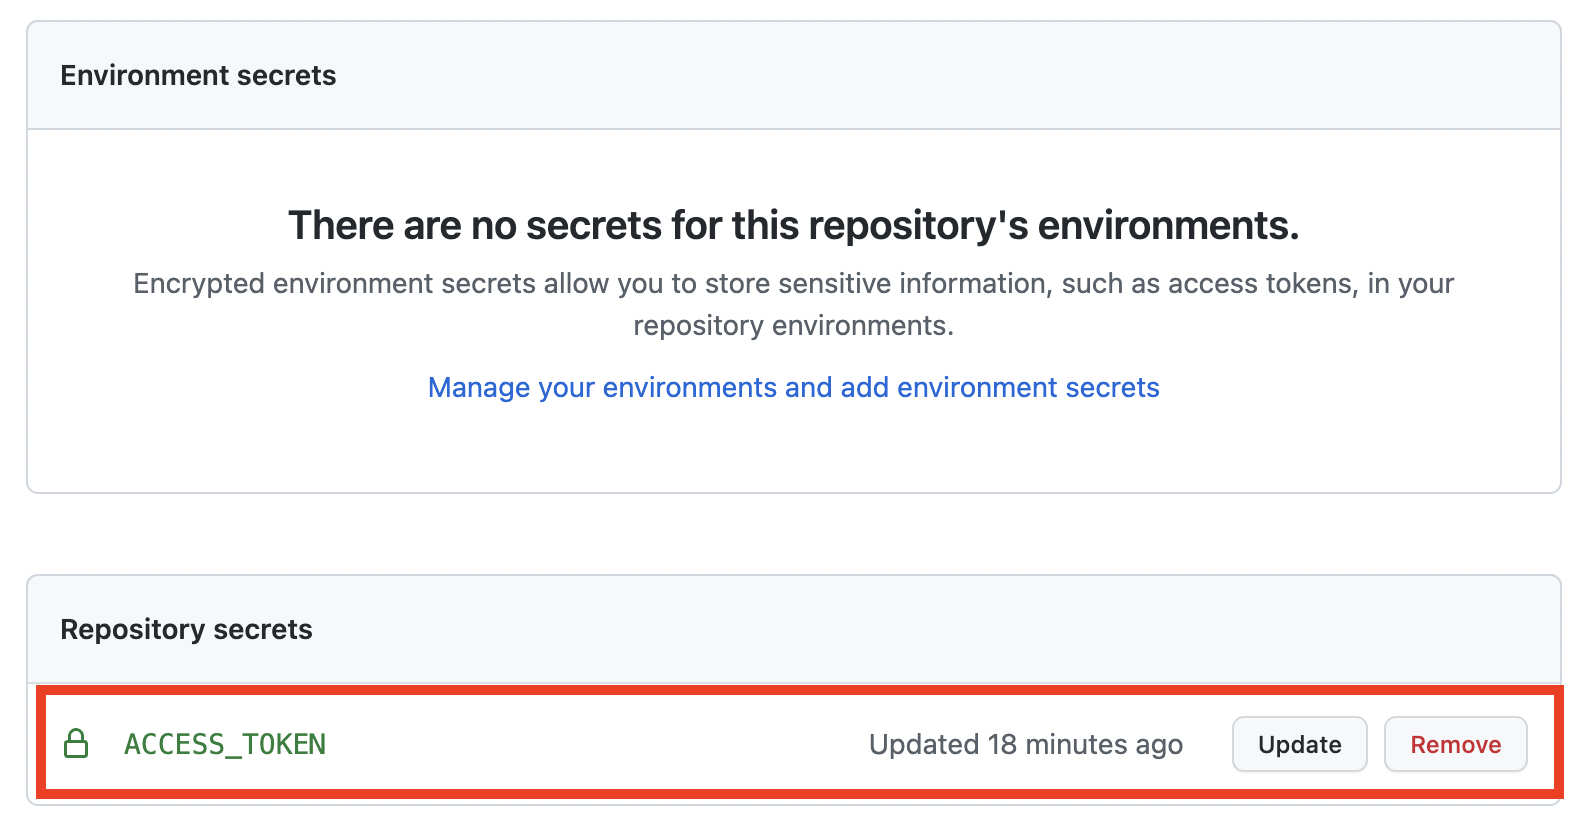 Environment secrets
There are no secrets for this repository's environments.
Encrypted environment secrets allow you to store sensitive information, such as access tokens, in your
repository environments.
Manage your environments and add environment secrets
Repository secrets
ACCESS_TOKEN Updated 18 minutes ago Update Remove